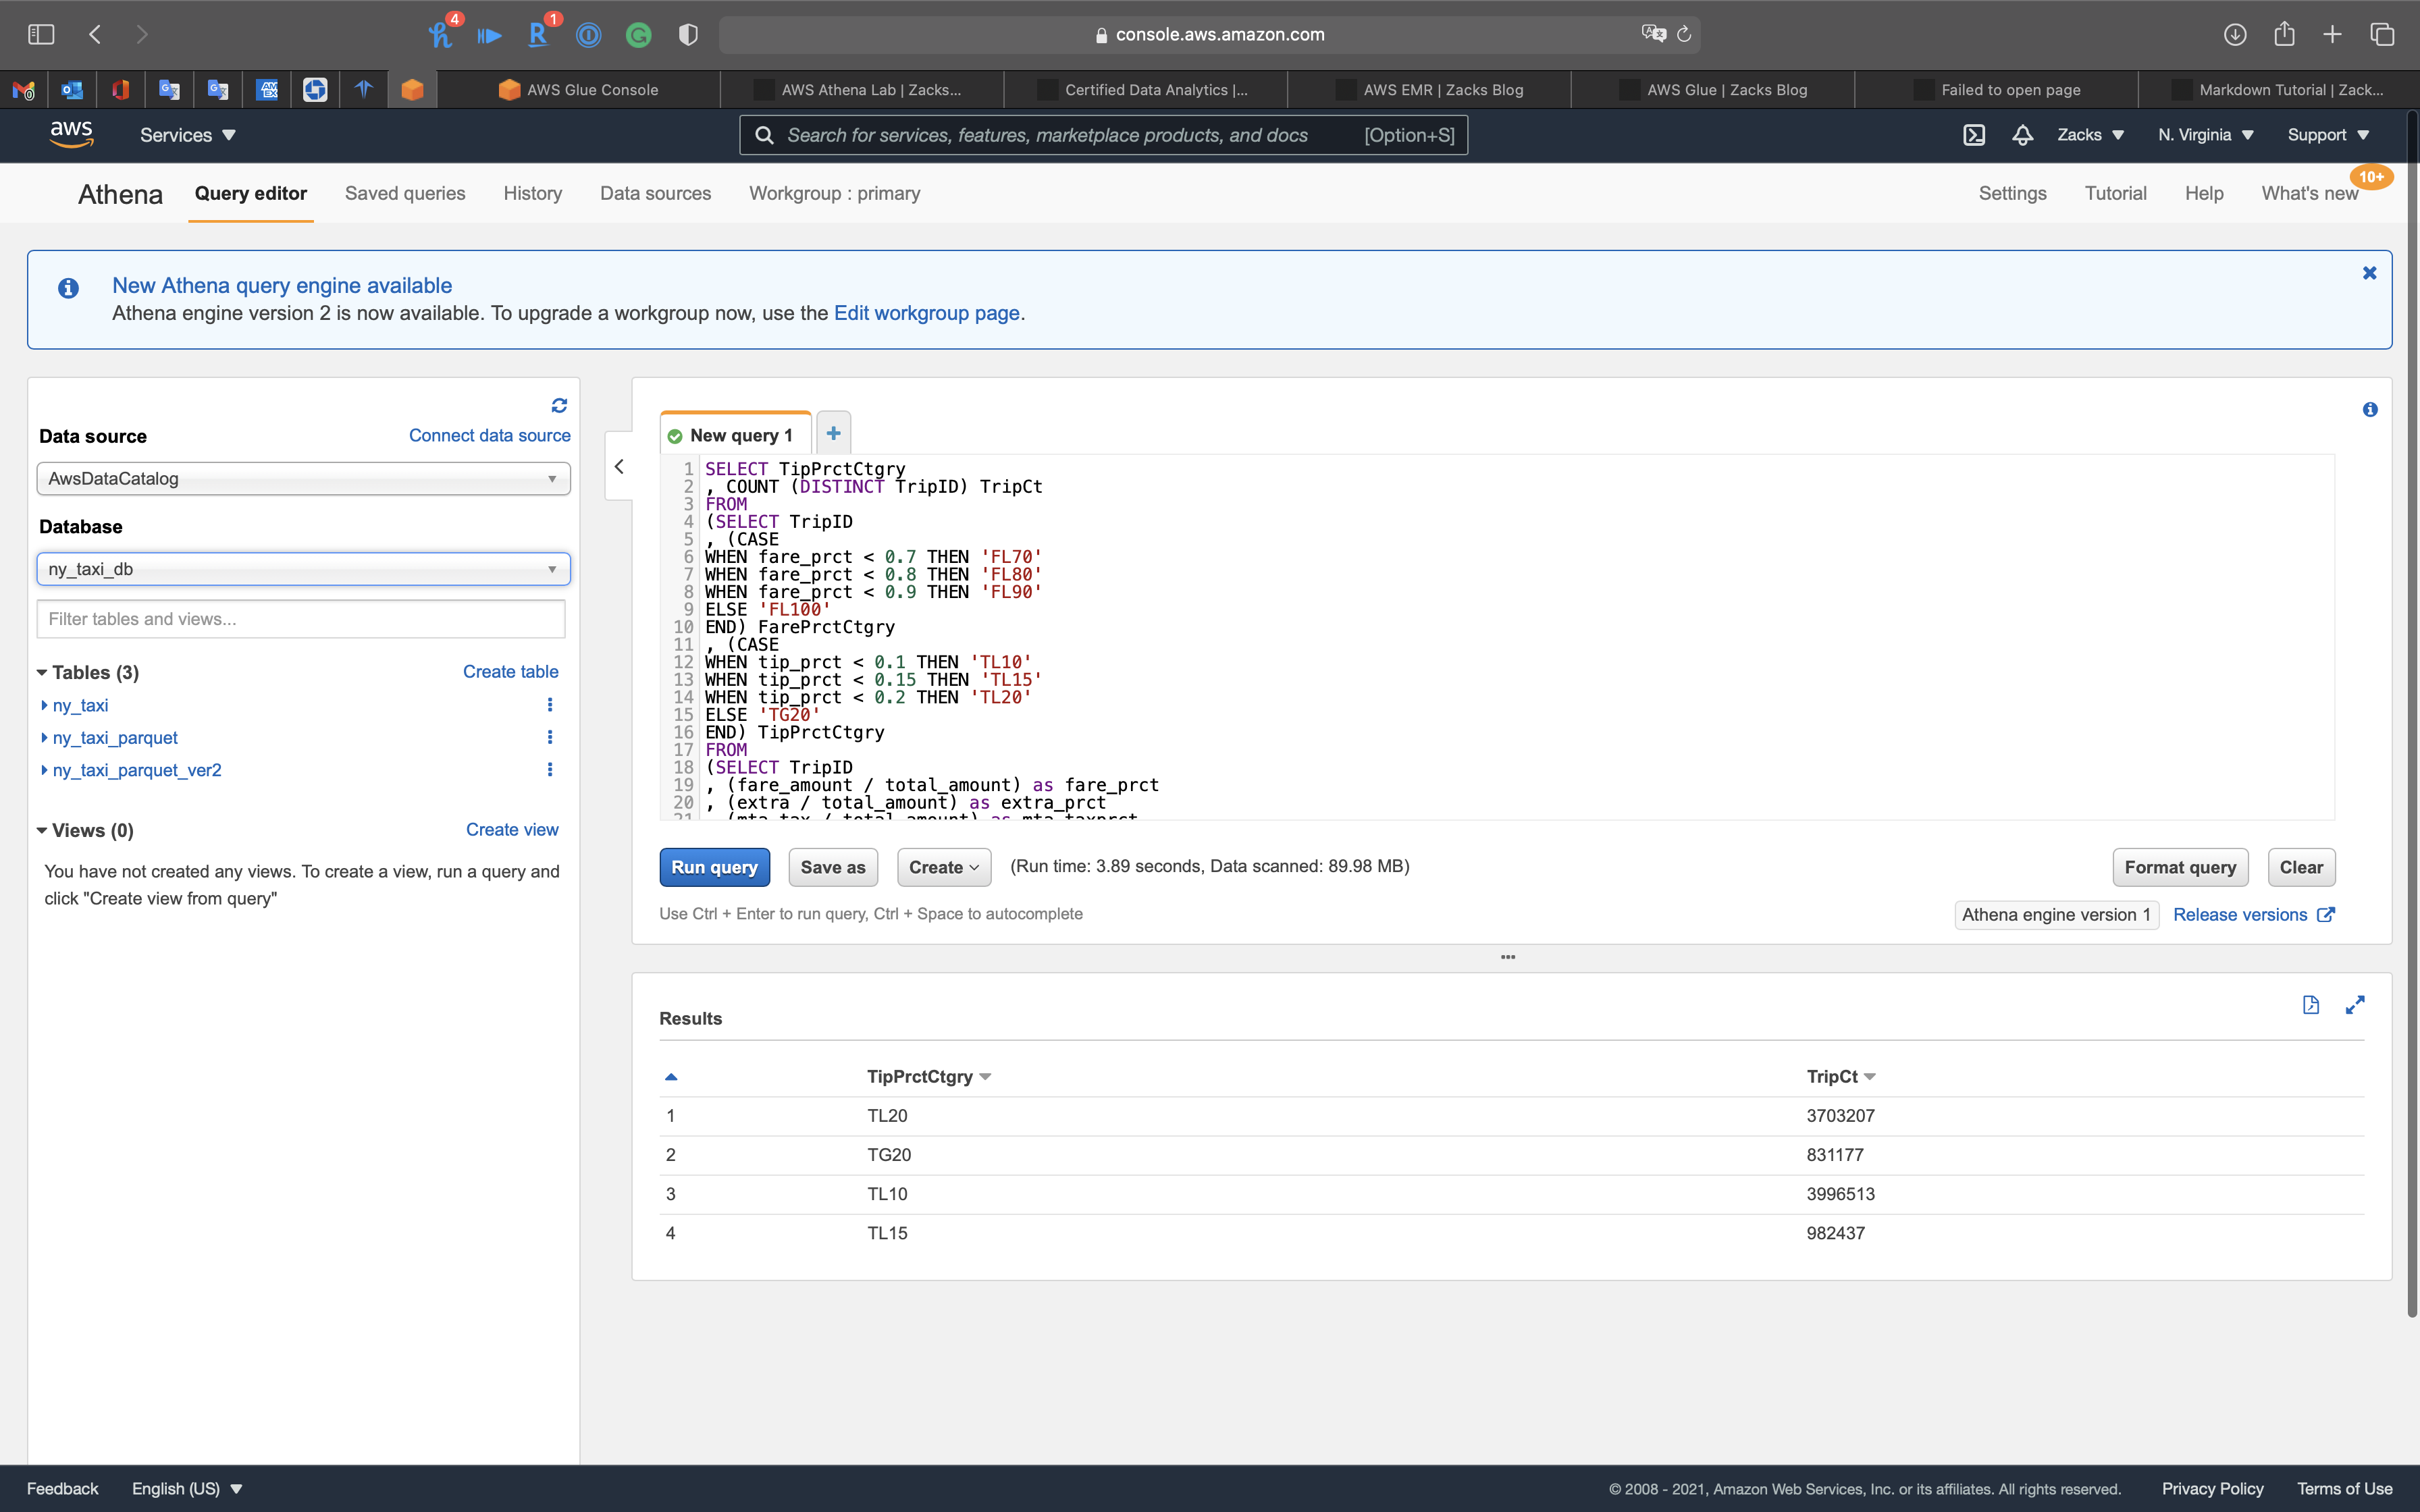 4
1
console.aws.amazon.com
AWS Glue Console
AWS Athena Lab | Zacks...
Certified Data Analytics |...
AWS EMR | Zacks Blog
AWS Glue | Zacks Blog
Failed to open page
Markdown Tutorial | Zack...
aws
Services
Search for services, features, marketplace products, and docs [Option+S]
Zacks
N. Virginia
Support
Athena
Query editor
Saved queries
History
Data sources
Workgroup : primary
Settings
Tutorial
Help
What's new
10+
New Athena query engine available
Athena engine version 2 is now available. To upgrade a workgroup now, use the Edit workgroup page.
Data source
Connect data source
AwsDataCatalog
Database
ny_taxi_db
Filter tables and views...
Tables (3)
Create table
ny_taxi
ny_taxi_parquet
ny_taxi_parquet_ver2
Views (0)
Create view
You have not created any views. To create a view, run a query and
click "Create view from query"
New query 1
1 SELECT TipPrctCtgry
2 , COUNT (DISTINCT TripID) TripCt
3 FROM
4 (SELECT TripID
5 , (CASE
6 WHEN fare_prct < 0.7 THEN 'FL70'
7 WHEN fare_prct < 0.8 THEN 'FL80'
8 WHEN fare_prct < 0.9 THEN 'FL90'
9 ELSE 'FL100'
10 END) FarePrctCtgry
11 , (CASE
12 WHEN tip_prct < 0.1 THEN 'TL10'
13 WHEN tip_prct < 0.15 THEN 'TL15'
14 WHEN tip_prct < 0.2 THEN 'TL20'
15 ELSE 'TG20'
16 END) TipPrctCtgry
17 FROM
18 (SELECT TripID
19 , (fare_amount / total_amount) as fare_prct
20 , (extra / total_amount) as extra_prct
21 , (mta_tax / total_amount) as mta_taxprct
Run query
Save as
Create
(Run time: 3.89 seconds, Data scanned: 89.98 MB)
Format query
Clear
Use Ctrl + Enter to run query, Ctrl + Space to autocomplete
Athena engine version 1
Release versions
Results
TipPrctCtgry TripCt
1 TL20 3703207
2 TG20 831177
3 TL10 3996513
4 TL15 982437
Feedback
English (US)
© 2008 - 2021, Amazon Web Services, Inc. or its affiliates. All rights reserved.
Privacy Policy
Terms of Use